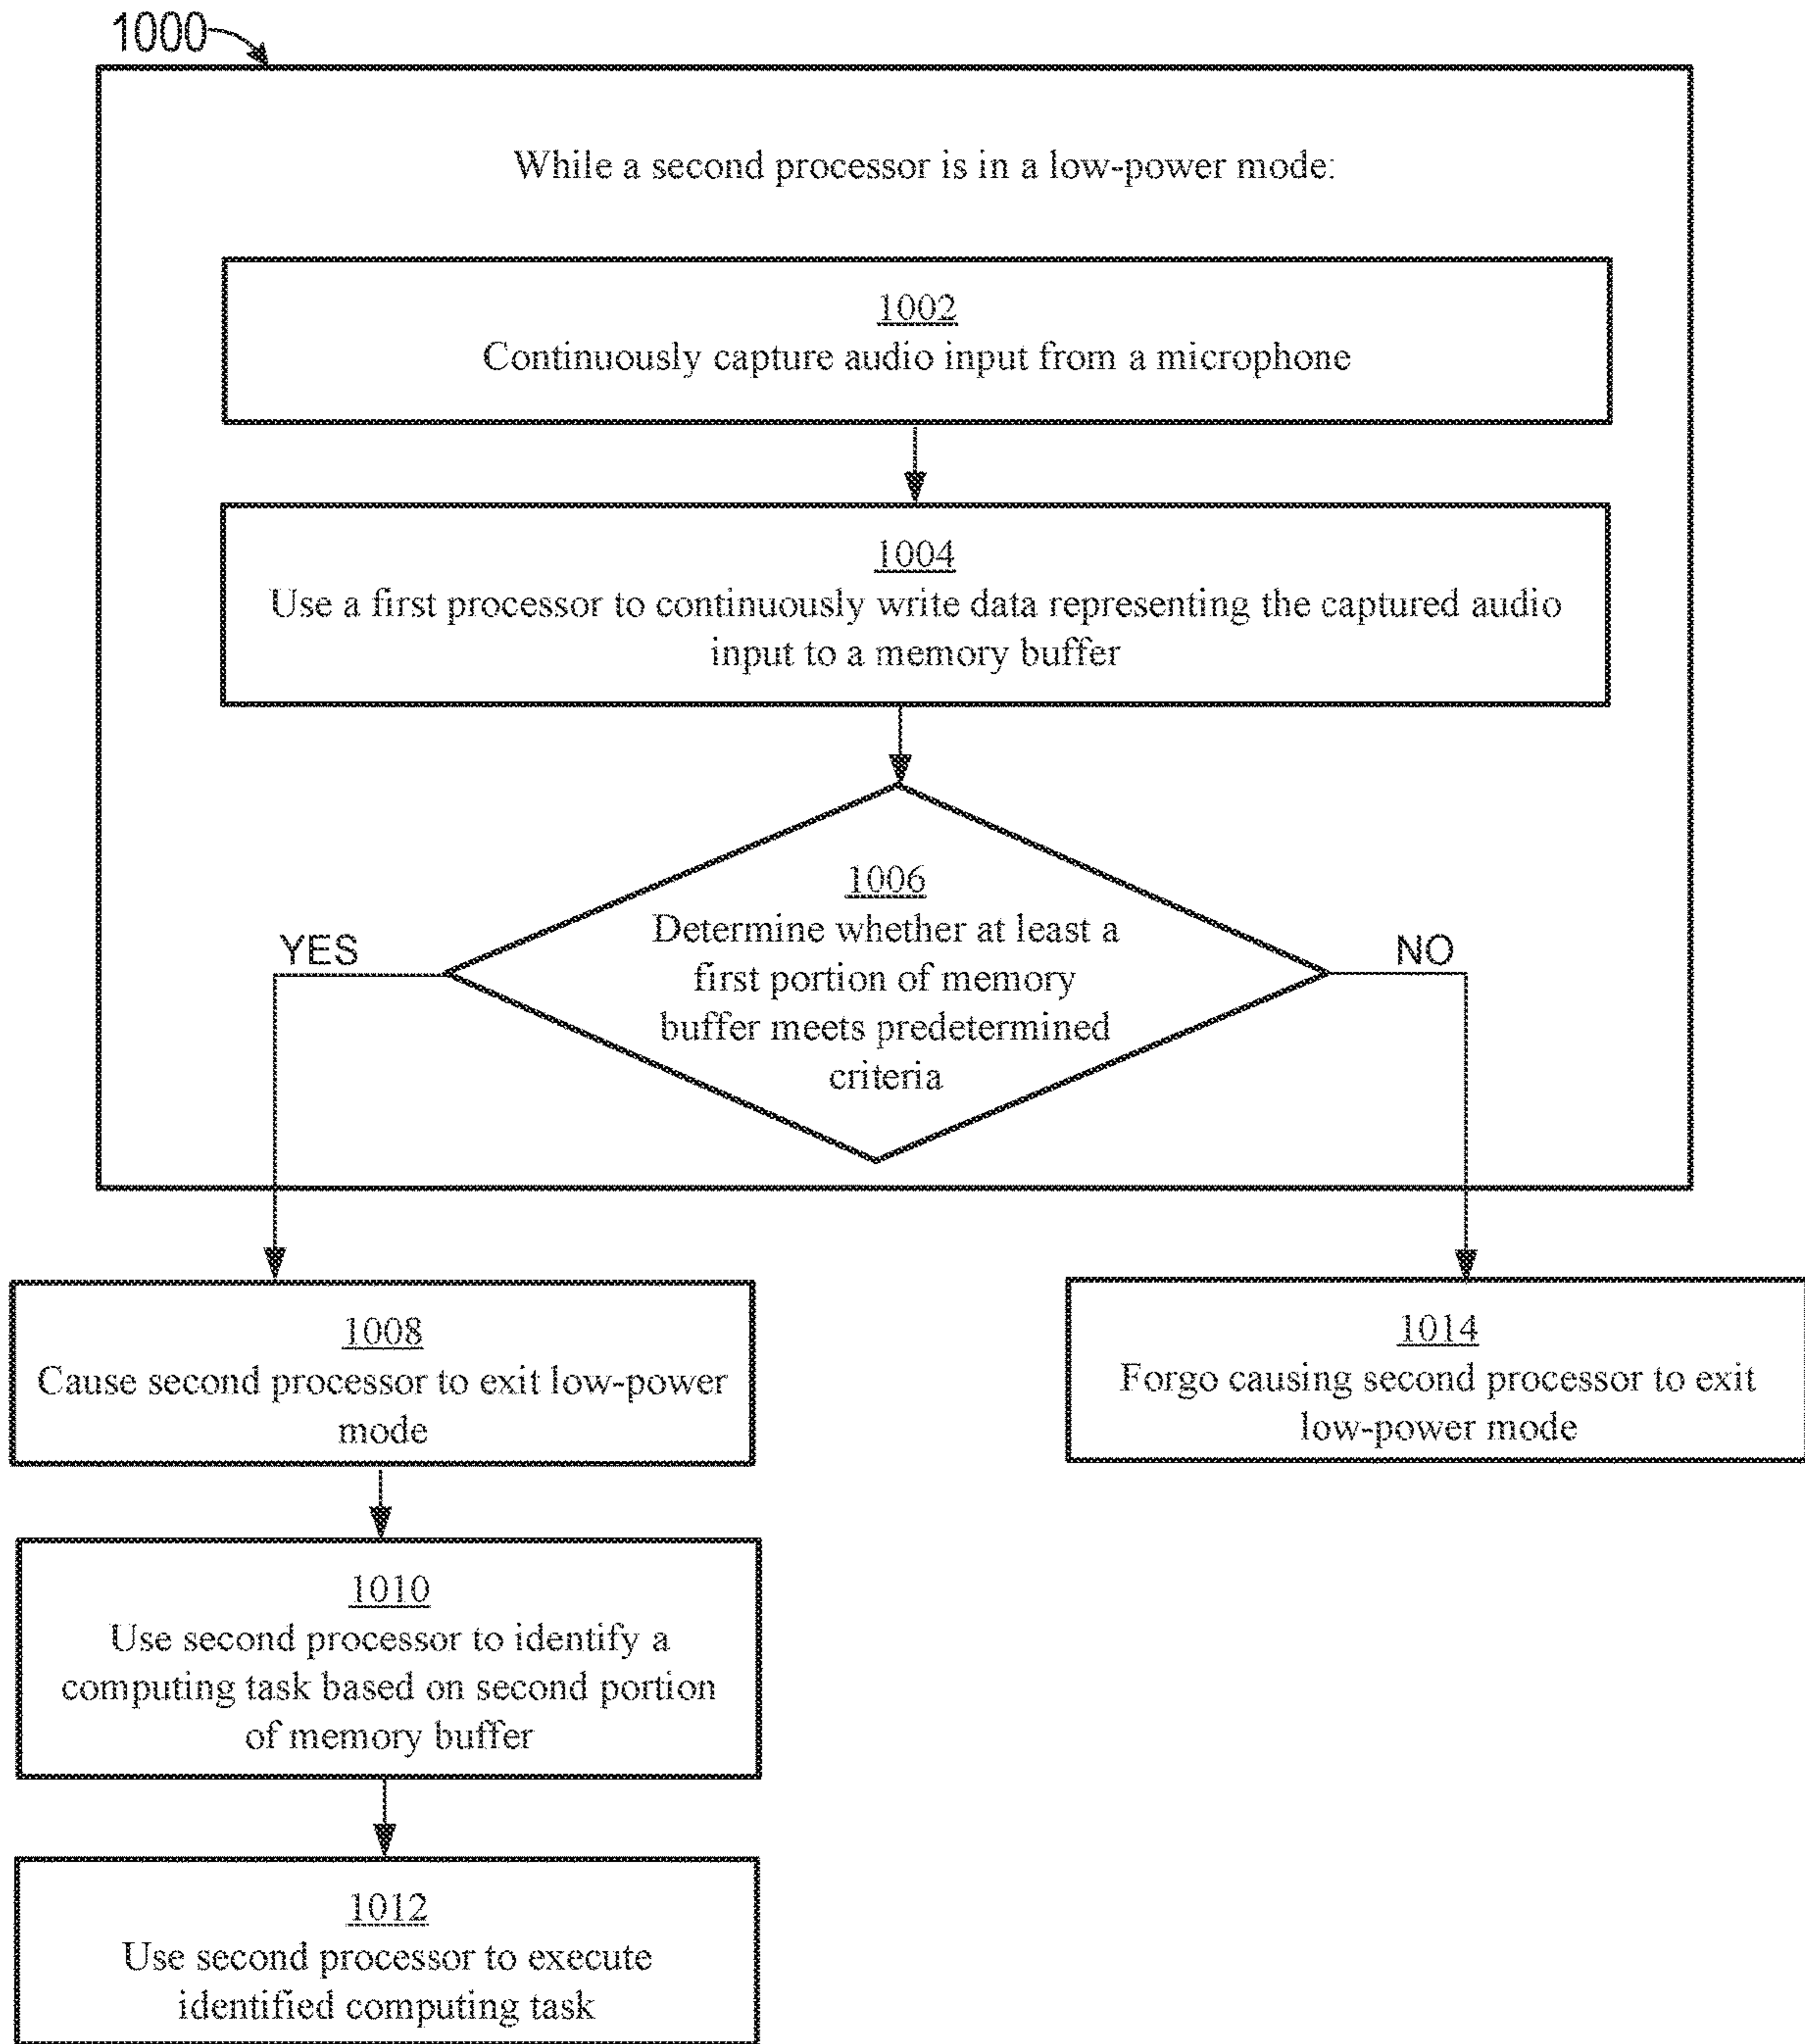 1000
While a second processor is in a low-power mode:
1002
Continuously capture audio input from a microphone
1004
Use a first processor to continuously write data representing the captured audio
input to a memory buffer
1006
Determine whether at least a
first portion of memory
buffer meets predetermined
criteria
YES
NO
1008
Cause second processor to exit low-power
mode
1014
Forgo causing second processor to exit
low-power mode
1010
Use second processor to identify a
computing task based on second portion
of memory buffer
1012
Use second processor to execute
identified computing task